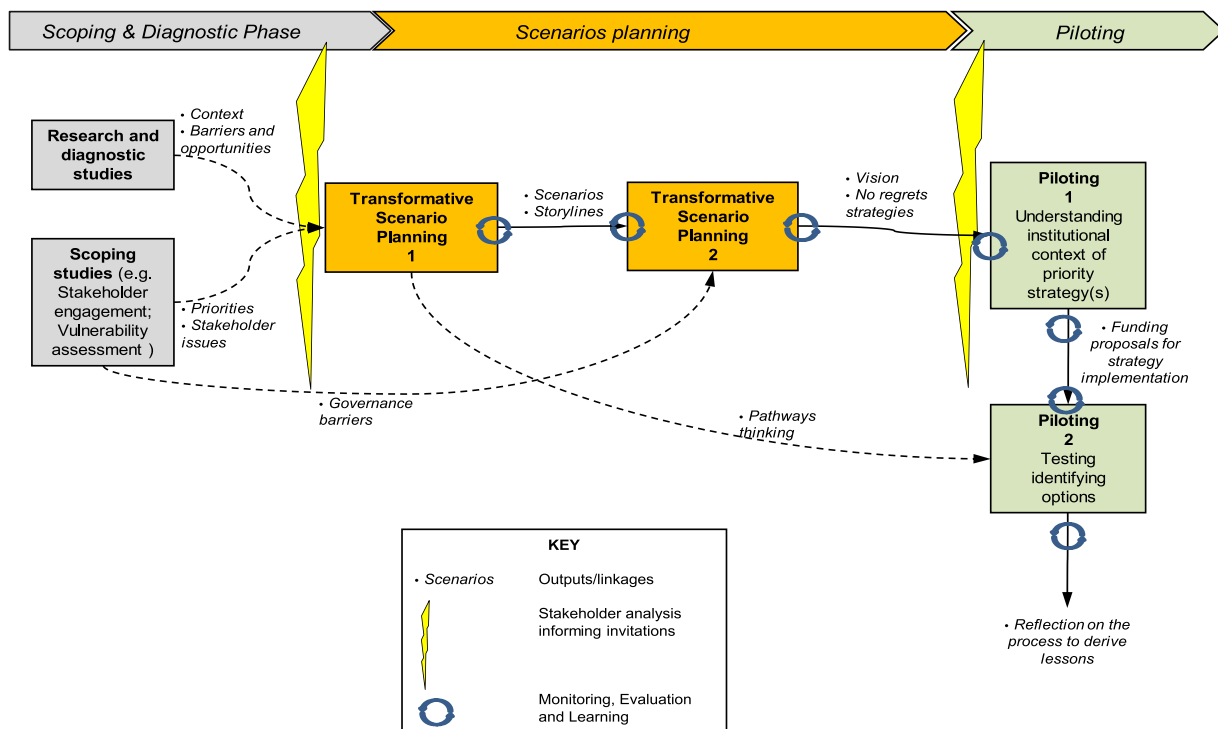 Scoping & Diagnostic Phase
Scenarios planning
Piloting
• Context
• Barriers and
opportunities
Research and
diagnostic
studies
Scoping
studies (e.g.
Stakeholder
engagement;
Vulnerability
assessment )
• Priorities
• Stakeholder
issues
Transformative
Scenario
Planning
1
• Scenarios
• Storylines
Transformative
Scenario
Planning
2
• Vision
• No regrets
strategies
Piloting
1
Understanding
institutional
context of
priority
strategy(s)
• Funding
proposals for
strategy
implementation
• Governance
barriers
• Pathways
thinking
Piloting
2
Testing
identifying
options
• Reflection on the
process to derive
lessons
KEY
• Scenarios
Outputs/linkages
Stakeholder analysis
informing invitations
Monitoring, Evaluation
and Learning